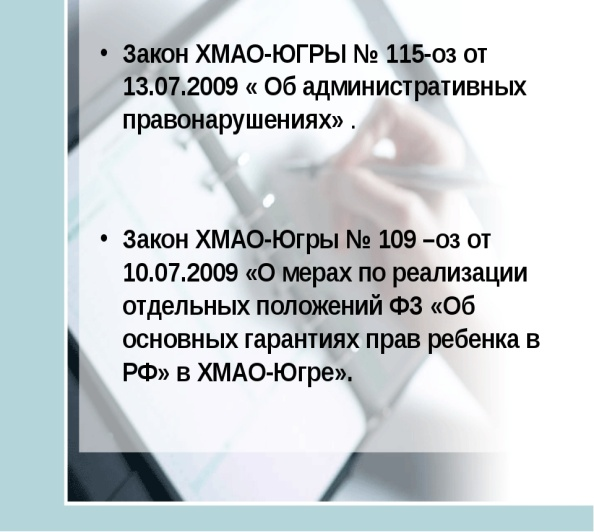 • Закон ХМАО-ЮГРЫ № 115-оз от
13.07.2009 « Об административных
правонарушениях» .
• Закон ХМАО-Югры № 109 –оз от
10.07.2009 «О мерах по реализации
отдельных положений ФЗ «Об
основных гарантиях прав ребенка в
РФ» в ХМАО-Югре».